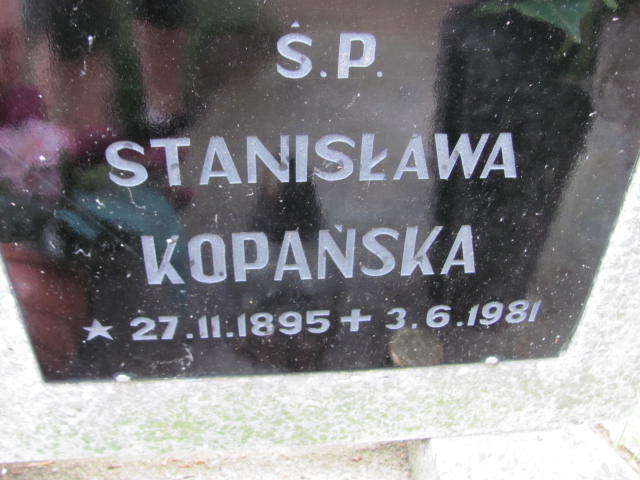 Ś.P.
STANISŁAWA
KOPAŃSKA
★ 27.11.1895 + 3.6.1981